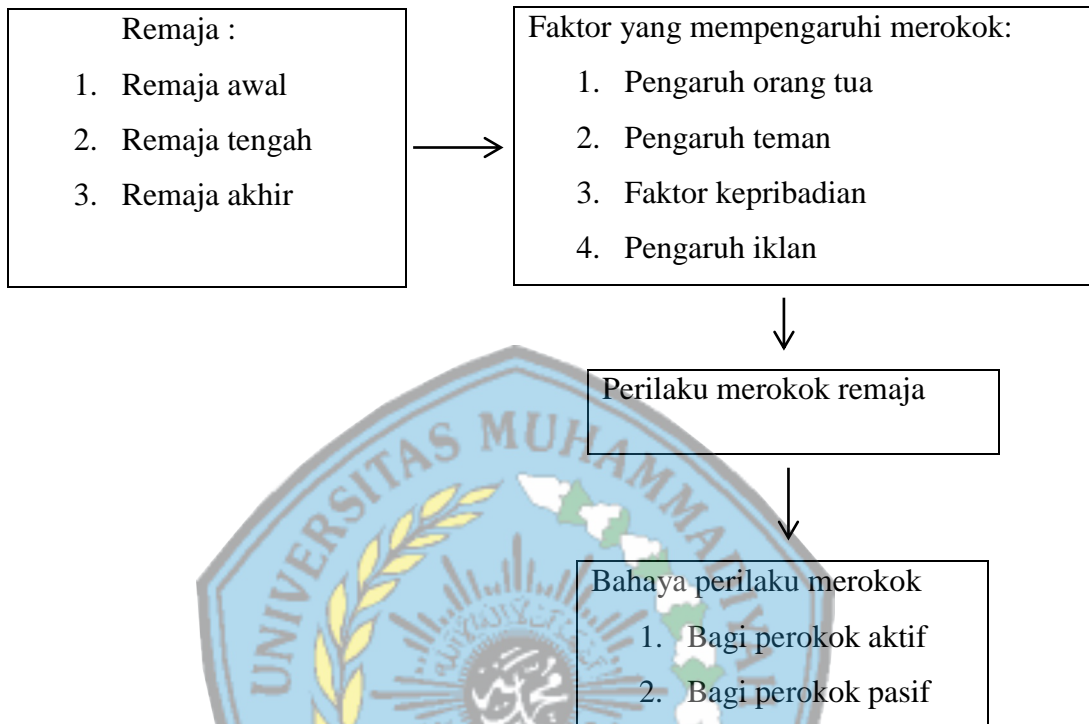 Remaja :
1. Remaja awal
2. Remaja tengah
3. Remaja akhir
Faktor yang mempengaruhi merokok:
1. Pengaruh orang tua
2. Pengaruh teman
3. Faktor kepribadian
4. Pengaruh iklan
Perilaku merokok remaja
Bahaya perilaku merokok
1. Bagi perokok aktif
2. Bagi perokok pasif
UNIVERSITAS MUHAMMADIYAH